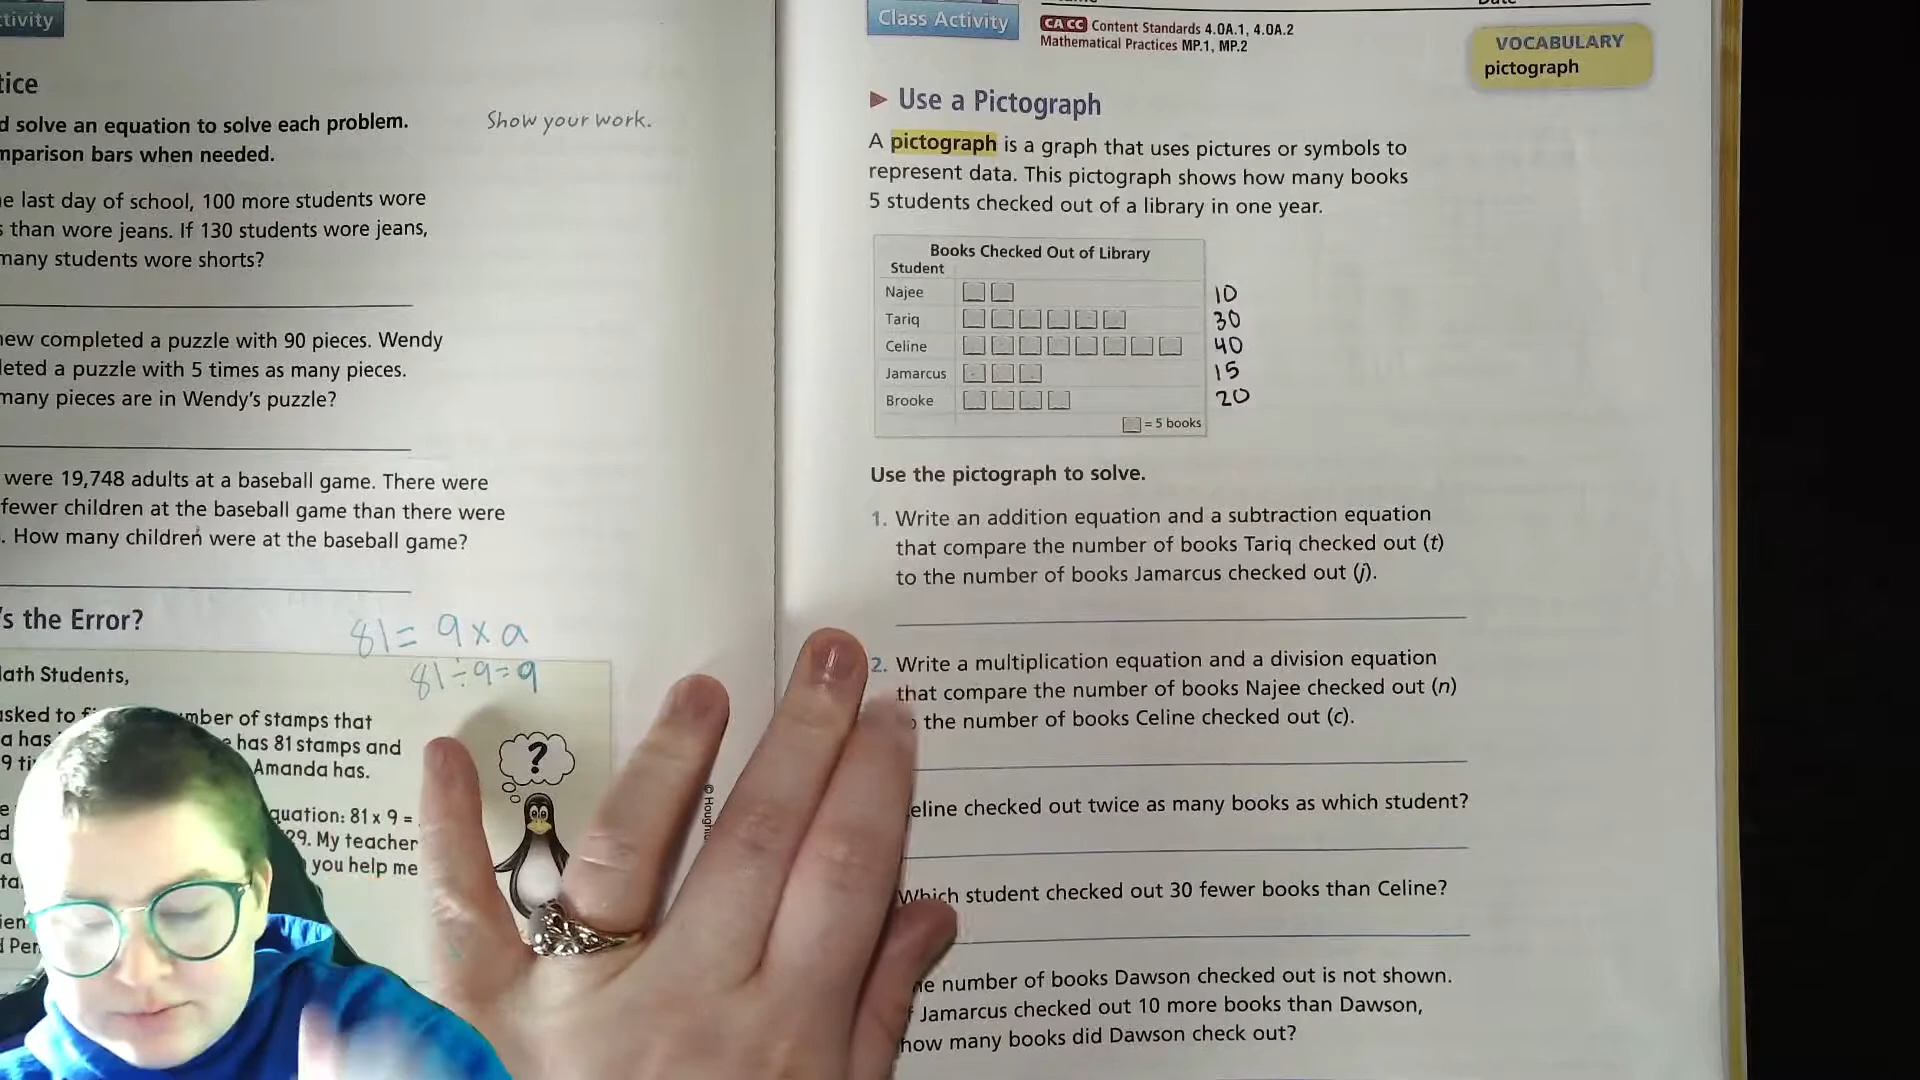 tivity
tice
d solve an equation to solve each problem.
mparison bars when needed.
Show your work.
e last day of school, 100 more students wore
s than wore jeans. If 130 students wore jeans,
many students wore shorts?
ew completed a puzzle with 90 pieces. Wendy
leted a puzzle with 5 times as many pieces.
many pieces are in Wendy's puzzle?
were 19,748 adults at a baseball game. There were
fewer children at the baseball game than there were
. How many children were at the baseball game?
's the Error?
81 = 9 x a
81 ÷ 9 = 9
ath Students,
asked to mber of stamps that
a has has 81 stamps and
9 ti Amanda has.
quation: 81 x 9 =
29. My teacher
you help me
?
© Hought
Class Activity
CA CC Content Standards 4.OA.1, 4.OA.2
Mathematical Practices MP.1, MP.2
Date
VOCABULARY
pictograph
► Use a Pictograph
A pictograph is a graph that uses pictures or symbols to
represent data. This pictograph shows how many books
5 students checked out of a library in one year.
Books Checked Out of Library
Student
Najee 10
Tariq 30
Celine 40
Jamarcus 15
Brooke 20
= 5 books
Use the pictograph to solve.
1. Write an addition equation and a subtraction equation
that compare the number of books Tariq checked out (t)
to the number of books Jamarcus checked out (j).
2. Write a multiplication equation and a division equation
that compare the number of books Najee checked out (n)
o the number of books Celine checked out (c).
eline checked out twice as many books as which student?
Which student checked out 30 fewer books than Celine?
e number of books Dawson checked out is not shown.
f Jamarcus checked out 10 more books than Dawson,
how many books did Dawson check out?